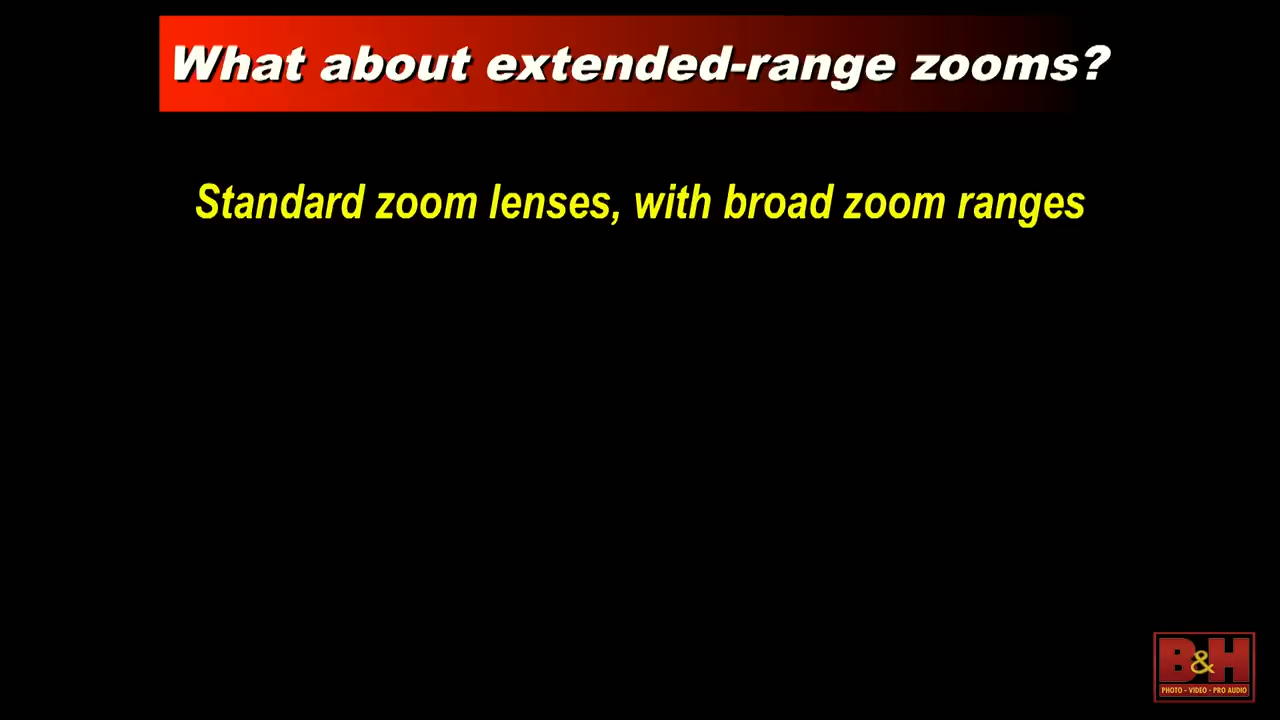 What about extended-range zooms?
Standard zoom lenses, with broad zoom ranges
B&H
PHOTO - VIDEO - PRO AUDIO